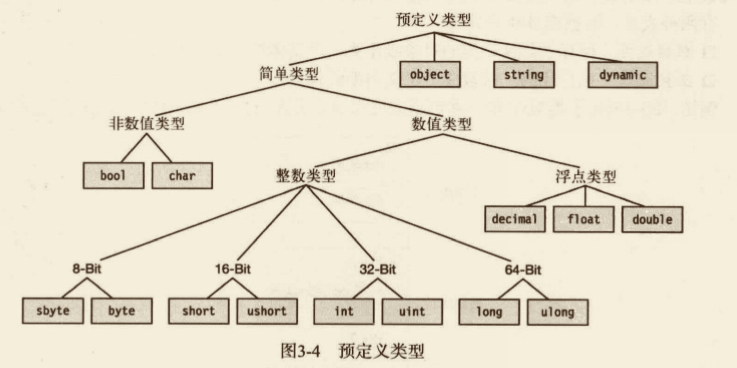 预定义类型
简单类型
object
string
dynamic
非数值类型
数值类型
bool
char
整数类型
浮点类型
decimal
float
double
8-Bit
16-Bit
32-Bit
64-Bit
sbyte
byte
short
ushort
int
uint
long
ulong
图3-4 预定义类型